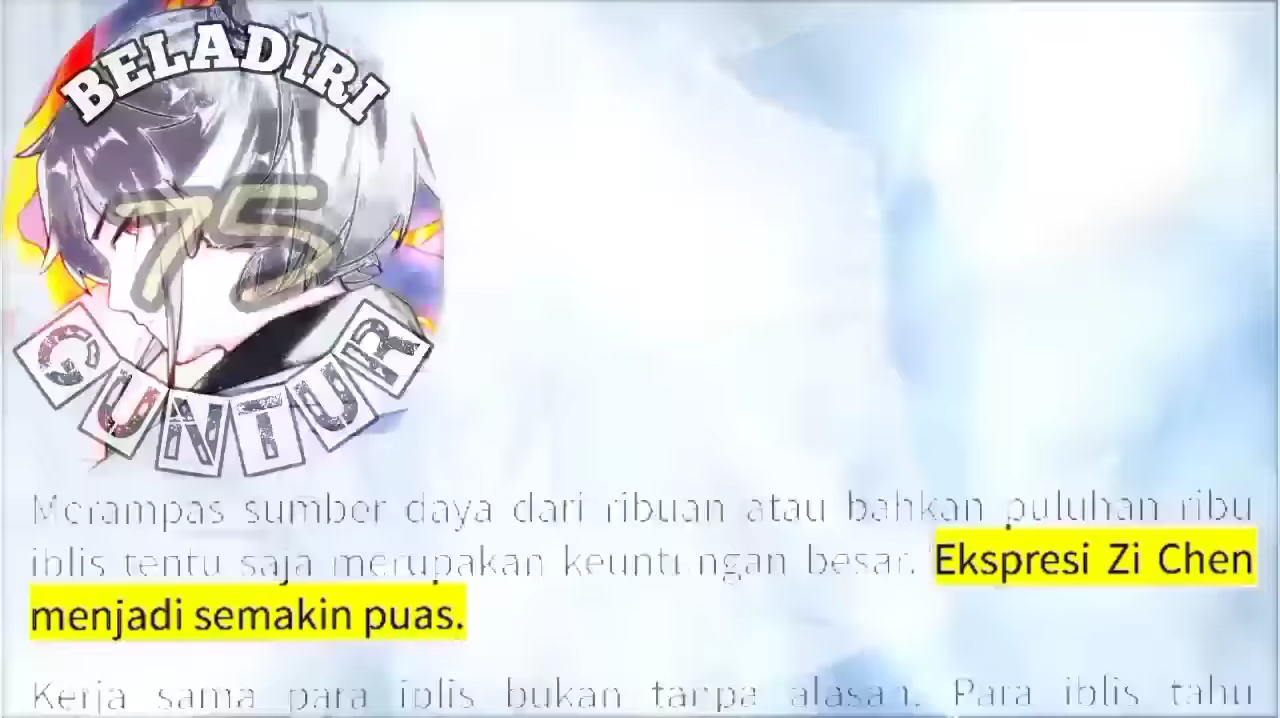 BELADIRI
75
GUNTUR
Merampas sumber daya dari ribuan atau bahkan puluhan ribu
iblis tentu saja merupakan keuntungan besar. Ekspresi Zi Chen
menjadi semakin puas.
Kerja sama para iblis bukan tanpa alasan. Para iblis tahu